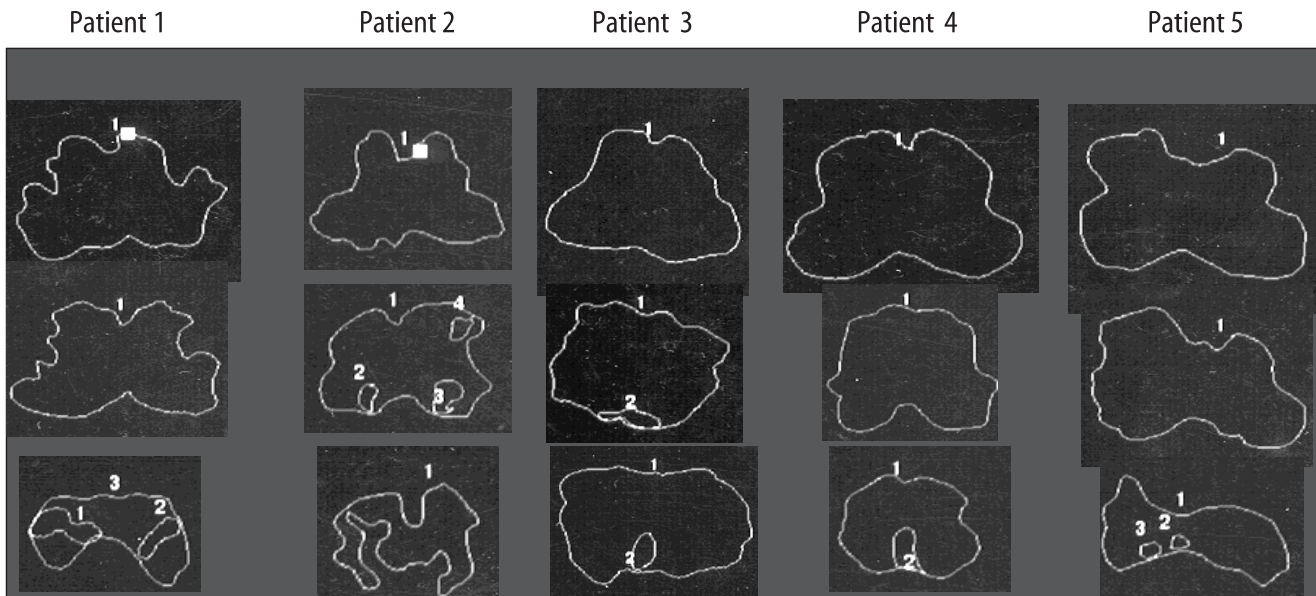 Patient 1 Patient 2 Patient 3 Patient 4 Patient 5
1 1 1 1 1
1 1 4 2 3 1 2 1 1
3 1 2 1 1 2 1 2 1 2 3